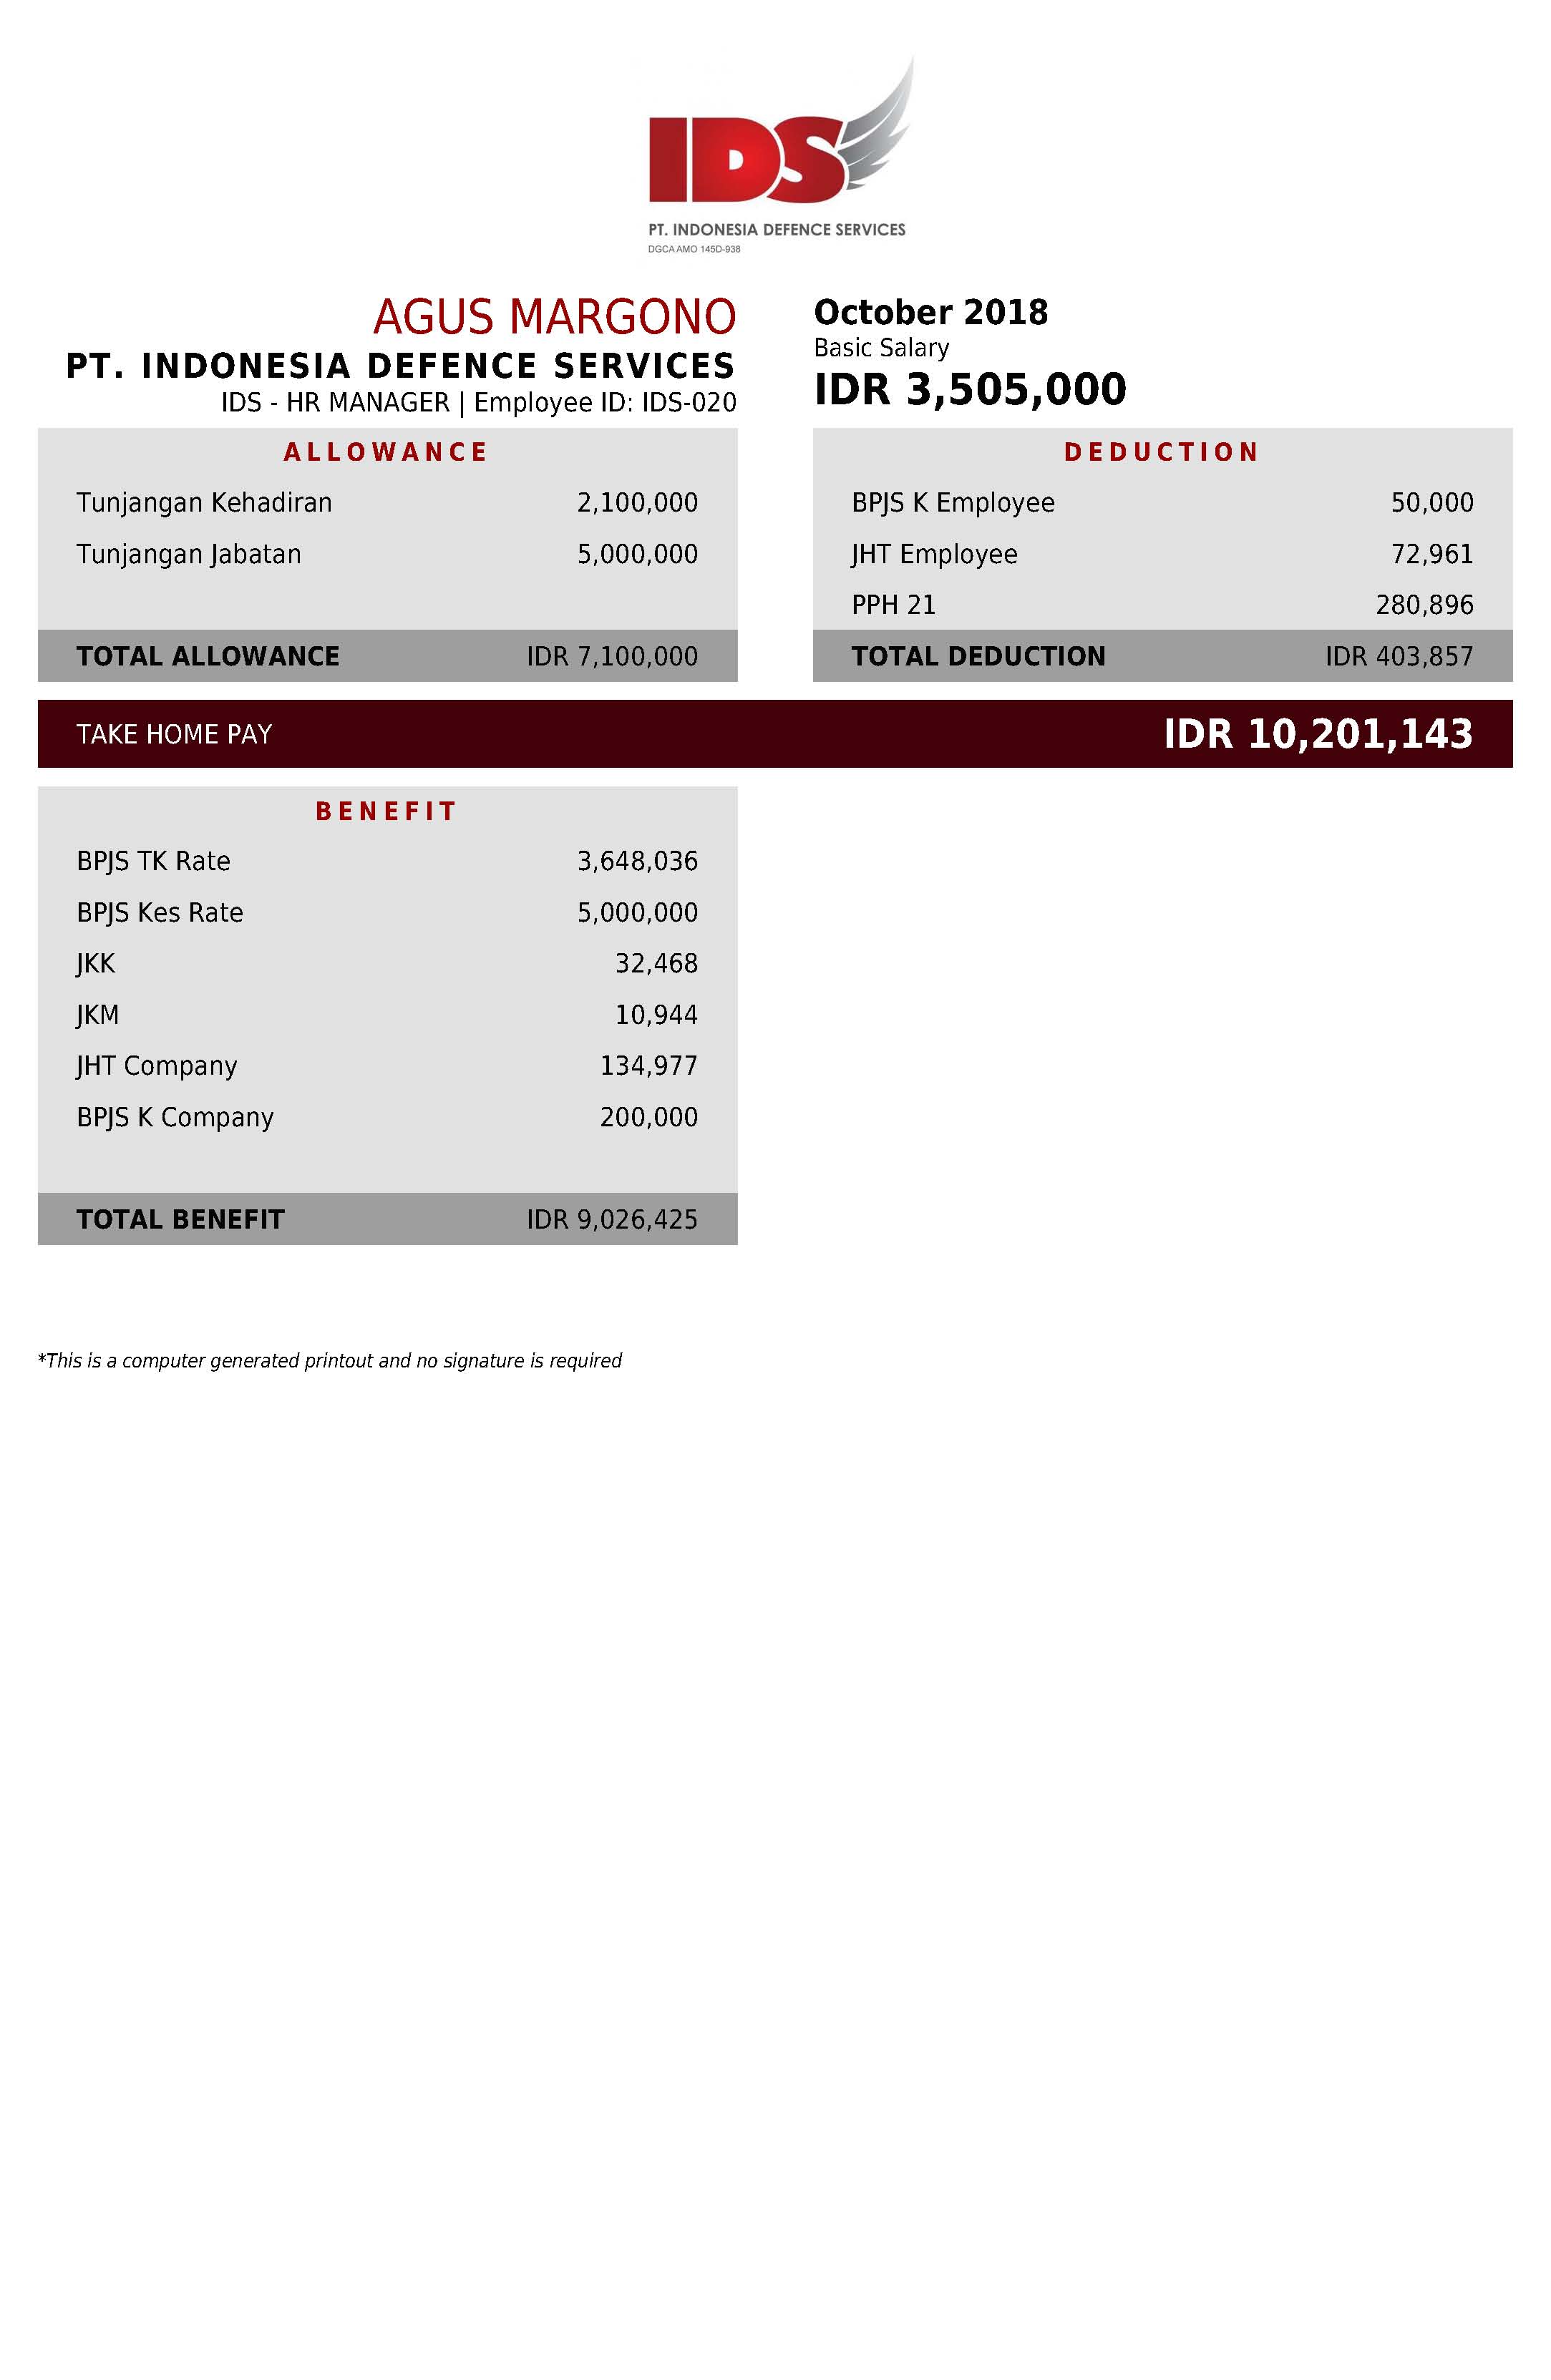 IDS
PT. INDONESIA DEFENCE SERVICES
DGCA AMO 145D-938
AGUS MARGONO
PT. INDONESIA DEFENCE SERVICES
IDS - HR MANAGER | Employee ID: IDS-020
October 2018
Basic Salary
IDR 3,505,000
ALLOWANCE
Tunjangan Kehadiran 2,100,000
Tunjangan Jabatan 5,000,000
TOTAL ALLOWANCE IDR 7,100,000
DEDUCTION
BPJS K Employee 50,000
JHT Employee 72,961
PPH 21 280,896
TOTAL DEDUCTION IDR 403,857
TAKE HOME PAY IDR 10,201,143
BENEFIT
BPJS TK Rate 3,648,036
BPJS Kes Rate 5,000,000
JKK 32,468
JKM 10,944
JHT Company 134,977
BPJS K Company 200,000
TOTAL BENEFIT IDR 9,026,425
*This is a computer generated printout and no signature is required